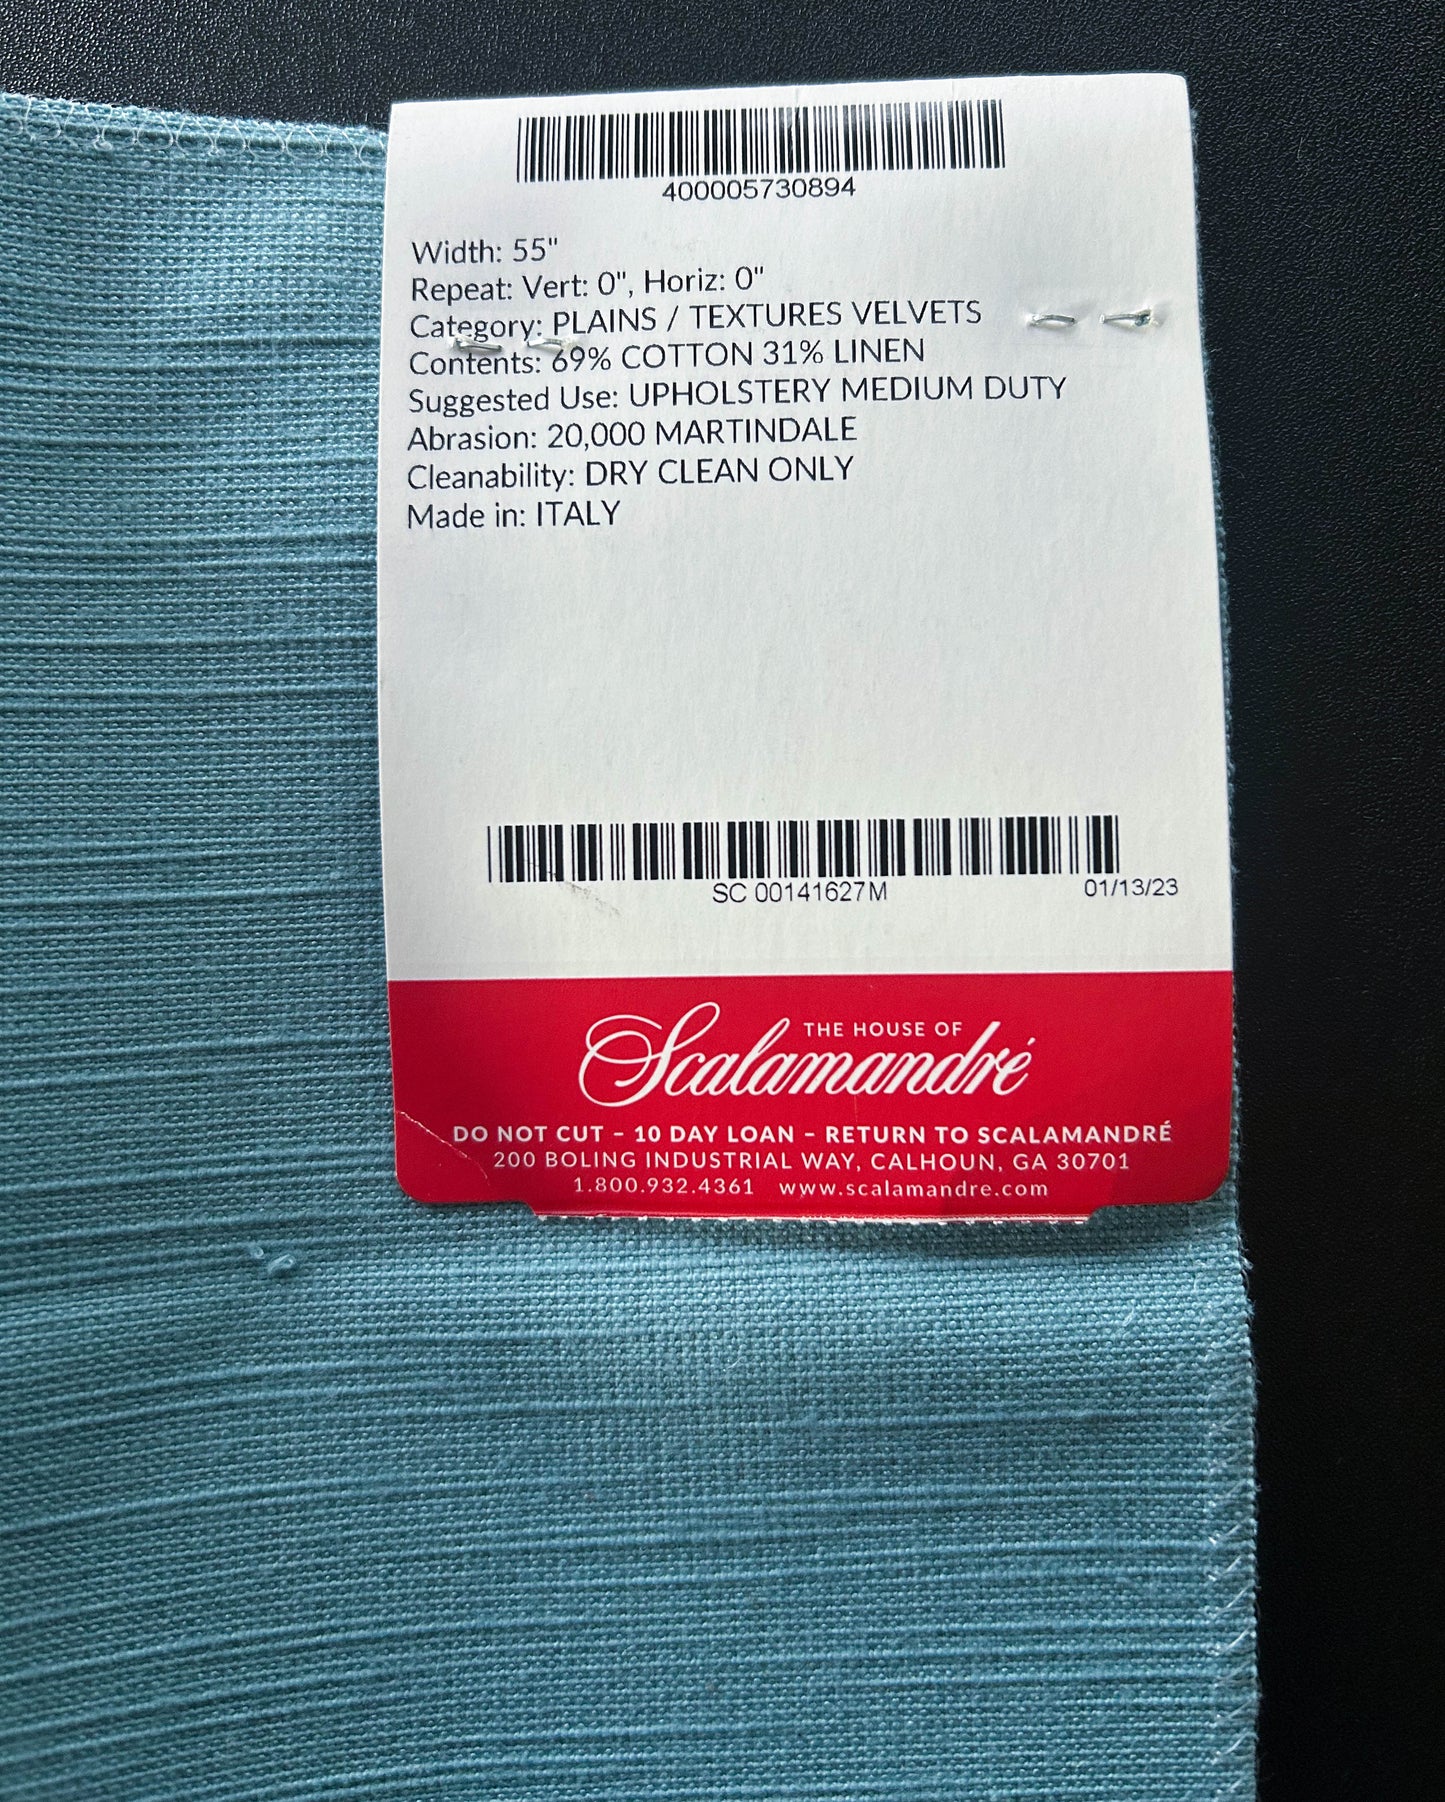 400005730894
Width: 55"
Repeat: Vert: 0", Horiz: 0"
Category: PLAINS / TEXTURES VELVETS
Contents: 69% COTTON 31% LINEN
Suggested Use: UPHOLSTERY MEDIUM DUTY
Abrasion: 20,000 MARTINDALE
Cleanability: DRY CLEAN ONLY
Made in: ITALY
SC 00141627M 01/13/23
THE HOUSE OF
Scalamandré
DO NOT CUT – 10 DAY LOAN – RETURN TO SCALAMANDRÉ
200 BOLING INDUSTRIAL WAY, CALHOUN, GA 30701
1.800.932.4361 www.scalamandre.com